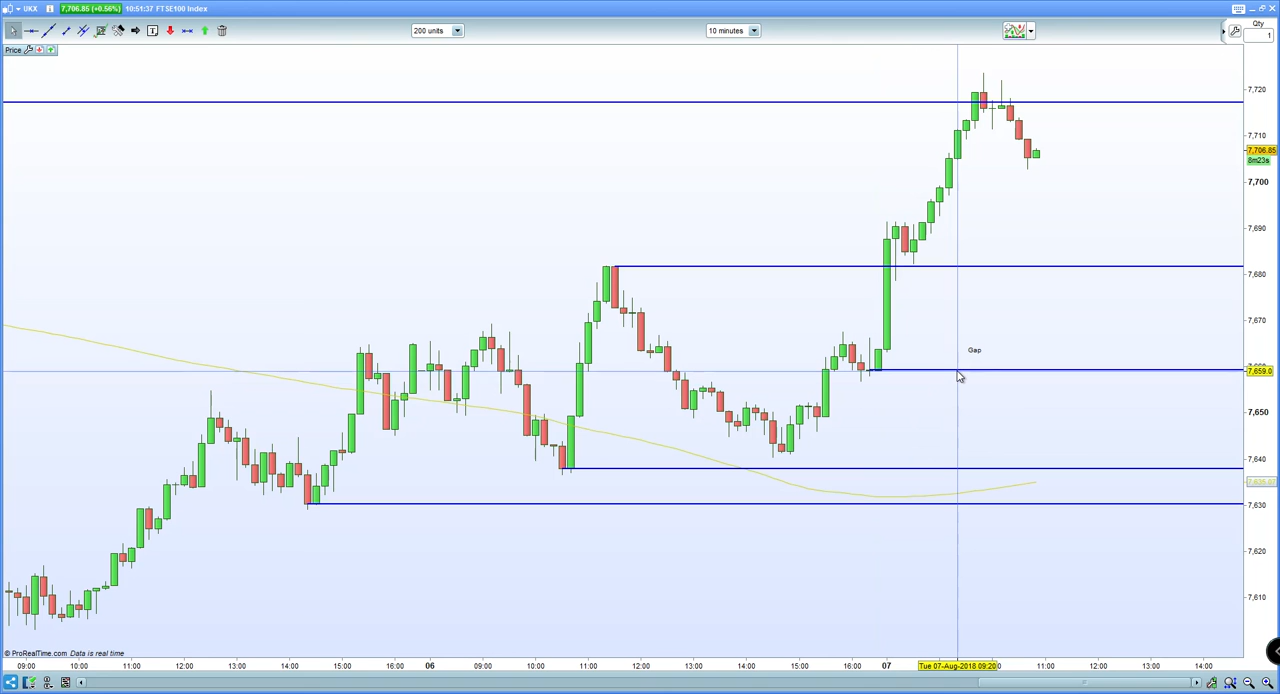 UKX 7,706.85 (+0.56%) 10:51:37 FTSE100 Index
200 units 10 minutes Qty
1
Price
7,720
7,710
7,706.85
8m23s
7,700
7,690
7,680
7,670
Gap
7,659.0
7,650
7,640
7,630
7,620
7,610
© ProRealTime.com Data is real time
09:00 10:00 11:00 12:00 13:00 14:00 15:00 16:00 06 09:00 10:00 11:00 12:00 13:00 14:00 15:00 16:00 07 Tue 07-Aug-2018 09:20 11:00 12:00 13:00 14:00